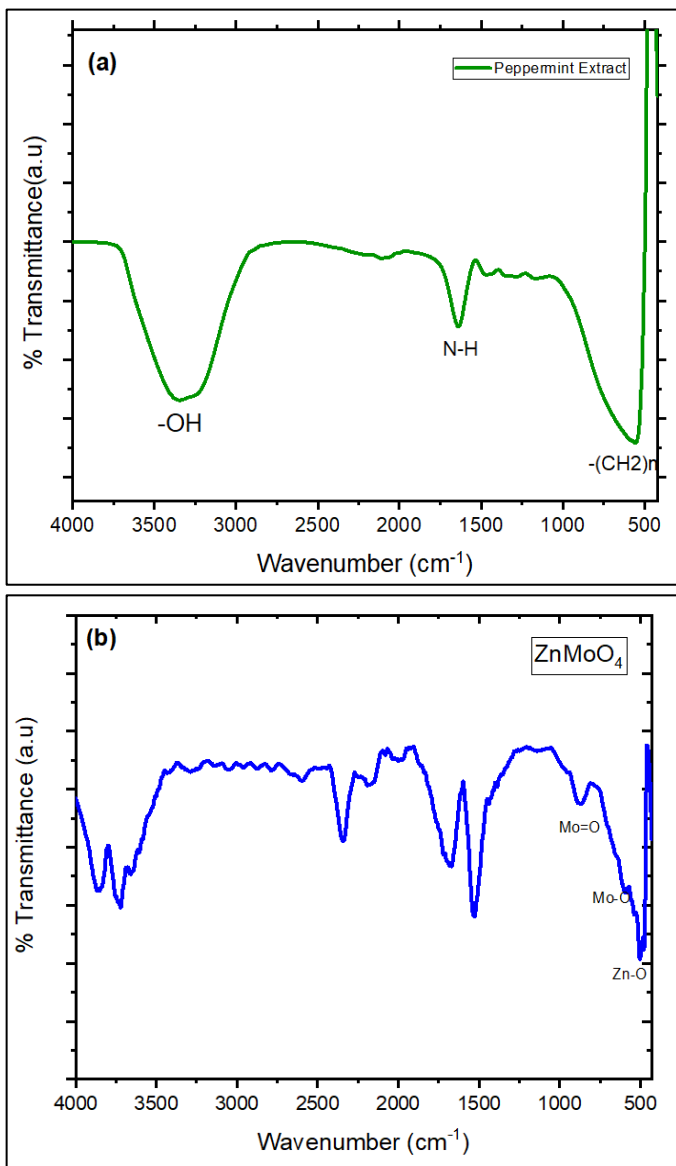 (a)
Peppermint Extract
% Transmittance(a.u)
-OH
N-H
-(CH2)n
4000 3500 3000 2500 2000 1500 1000 500
Wavenumber (cm⁻¹)
(b)
ZnMoO₄
% Transmittance (a.u)
Mo=O
Mo-O
Zn-O
4000 3500 3000 2500 2000 1500 1000 500
Wavenumber (cm⁻¹)